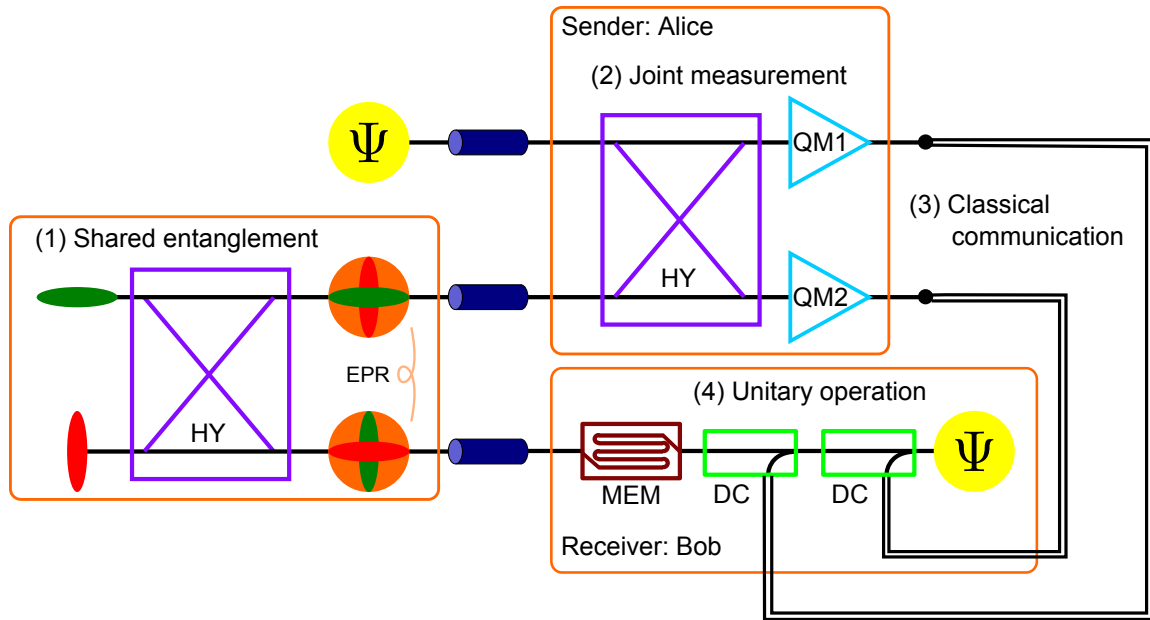 Sender: Alice
(2) Joint measurement
Ψ
QM1
(3) Classical
communication
(1) Shared entanglement
HY
QM2
EPR
HY
(4) Unitary operation
Ψ
MEM
DC
DC
Receiver: Bob